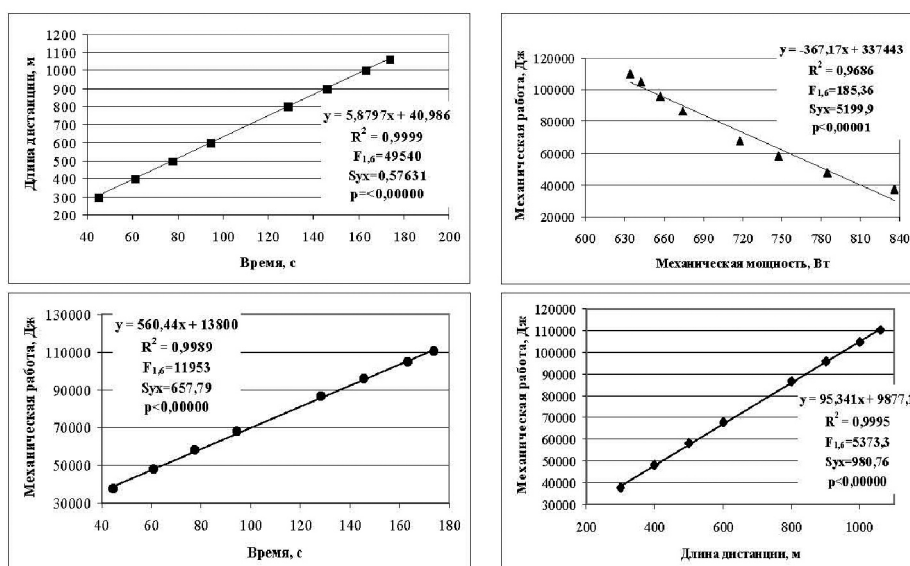 Длина дистанции, м
1200
1100
1000
900
800
700
600
500
400
300
200
y = 5,8797x + 40,986
R² = 0,9999
F1,6=49540
Syx=0,57631
p=<0,00000
40 60 80 100 120 140 160 180 200
Время, с
Механическая работа, Дж
120000
100000
80000
60000
40000
20000
y = -367,17x + 337443
R² = 0,9686
F1,6=185,36
Syx=5199,9
p<0,00001
600 630 660 690 720 750 780 810 840
Механическая мощность, Вт
Механическая работа, Дж
130000
110000
90000
70000
50000
30000
y = 560,44x + 13800
R² = 0,9989
F1,6=11953
Syx=657,79
p<0,00000
40 60 80 100 120 140 160 180
Время, с
Механическая работа, Дж
120000
110000
100000
90000
80000
70000
60000
50000
40000
30000
y = 95,341x + 9877,
R² = 0,9995
F1,6=5373,3
Syx=980,76
p<0,00000
200 400 600 800 1000
Длина дистанции, м